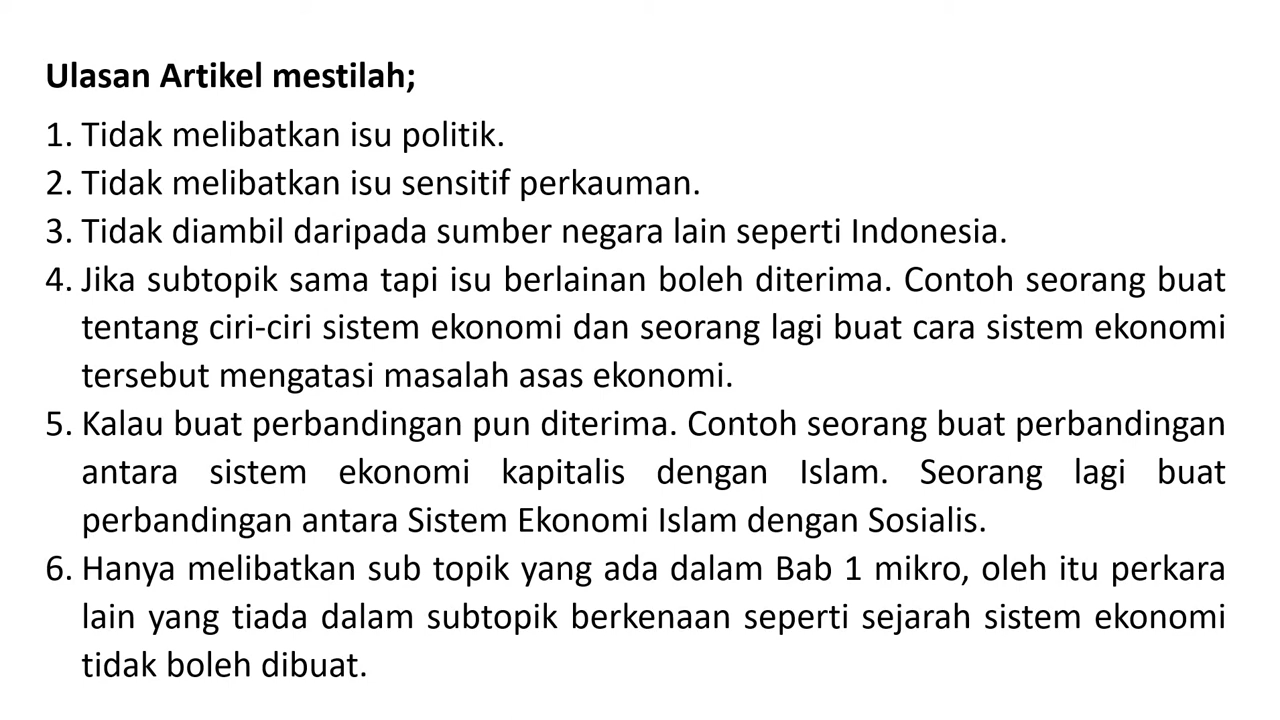 Ulasan Artikel mestilah;
1. Tidak melibatkan isu politik.
2. Tidak melibatkan isu sensitif perkauman.
3. Tidak diambil daripada sumber negara lain seperti Indonesia.
4. Jika subtopik sama tapi isu berlainan boleh diterima. Contoh seorang buat
tentang ciri-ciri sistem ekonomi dan seorang lagi buat cara sistem ekonomi
tersebut mengatasi masalah asas ekonomi.
5. Kalau buat perbandingan pun diterima. Contoh seorang buat perbandingan
antara sistem ekonomi kapitalis dengan Islam. Seorang lagi buat
perbandingan antara Sistem Ekonomi Islam dengan Sosialis.
6. Hanya melibatkan sub topik yang ada dalam Bab 1 mikro, oleh itu perkara
lain yang tiada dalam subtopik berkenaan seperti sejarah sistem ekonomi
tidak boleh dibuat.